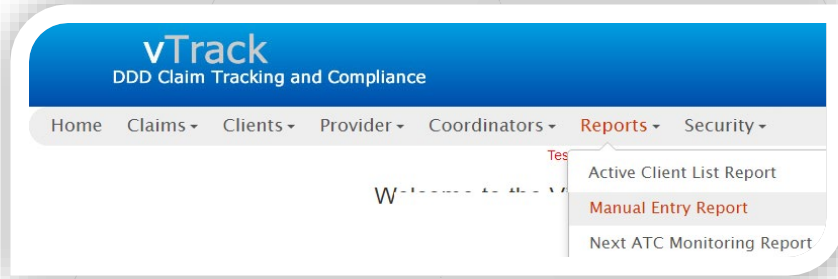 vTrack
DDD Claim Tracking and Compliance
Home Claims Clients Provider Coordinators Reports Security
Active Client List Report
Manual Entry Report
Next ATC Monitoring Report